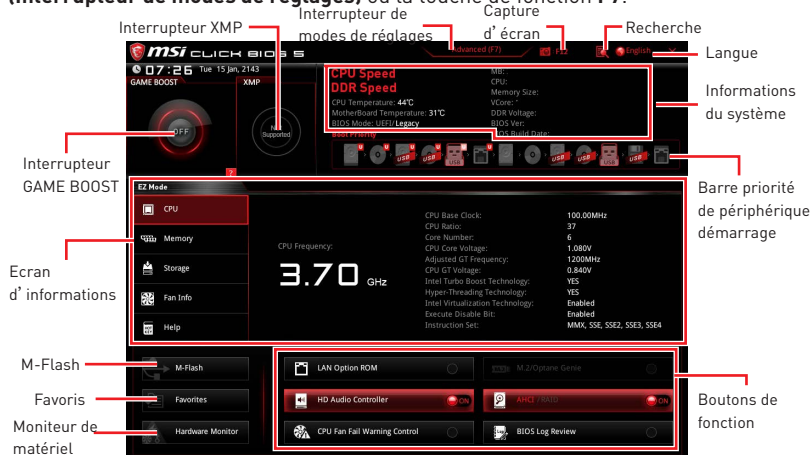 (Interrupteur de modes de réglages) ou la touche de fonction F7.
Interrupteur XMP
Interrupteur de
modes de réglages
Capture
d’écran
Recherche
Langue
Informations
du système
Barre priorité
de périphérique
démarrage
Boutons de
fonction
Interrupteur
GAME BOOST
Ecran
d’informations
M-Flash
Favoris
Moniteur de
matériel
msi CLICK BIOS 5
Advanced (F7)
F12
English
07:26 Tue 15 Jan, 2143
GAME BOOST
XMP
OFF
Not
Supported
?
CPU Speed
DDR Speed
CPU Temperature: 44°C
MotherBoard Temperature: 31°C
BIOS Mode: UEFI/Legacy
MB:
CPU:
Memory Size:
VCore:
DDR Voltage:
BIOS Ver:
BIOS Build Date:
Boot Priority
U U U U U U
USB USB USB USB USB USB
EZ Mode
CPU
Memory
Storage
Fan Info
Help
CPU Frequency:
3.70 GHz
CPU Base Clock: 100.00MHz
CPU Ratio: 37
Core Number: 6
CPU Core Voltage: 1.080V
Adjusted GT Frequency: 1200MHz
CPU GT Voltage: 0.840V
Intel Turbo Boost Technology: YES
Hyper-Threading Technology: YES
Intel Virtualization Technology: Enabled
Execute Disable Bit: Enabled
Instruction Set: MMX, SSE, SSE2, SSE3, SSE4
M-Flash
Favorites
Hardware Monitor
LAN Option ROM
M.2/Optane Genie
HD Audio Controller ON
AHCI /RAID ON
CPU Fan Fail Warning Control
BIOS Log Review